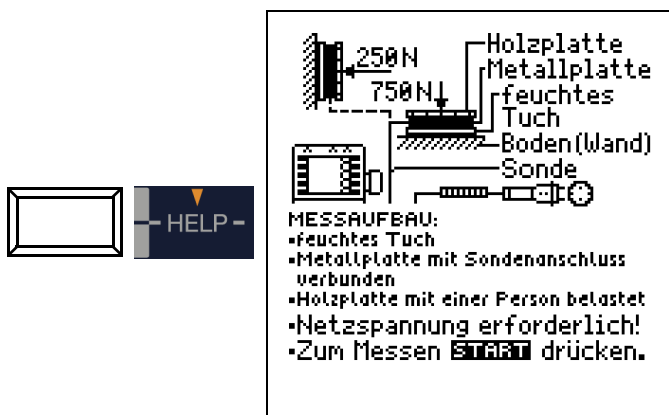 HELP
250N
750N
Holzplatte
Metallplatte
feuchtes
Tuch
Boden(Wand)
Sonde
MESSAUFBAU:
▪feuchtes Tuch
▪Metallplatte mit Sondenanschluss
verbunden
▪Holzplatte mit einer Person belastet
▪Netzspannung erforderlich!
▪Zum Messen START drücken.